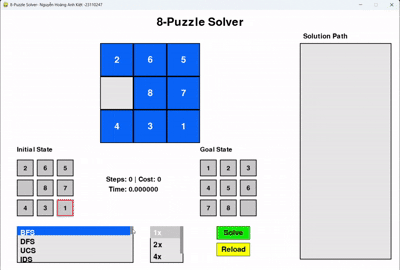 8-Puzzle Solver- Nguyễn Hoàng Anh Kiệt -23110247
8-Puzzle Solver
Solution Path
2 6 5
8 7
4 3 1
Initial State
2 6 5
8 7
4 3 1
Steps: 0 | Cost: 0
Time: 0.000000
Goal State
1 2 3
4 5 6
7 8
BFS
DFS
UCS
IDS
1x
2x
4x
Solve
Reload